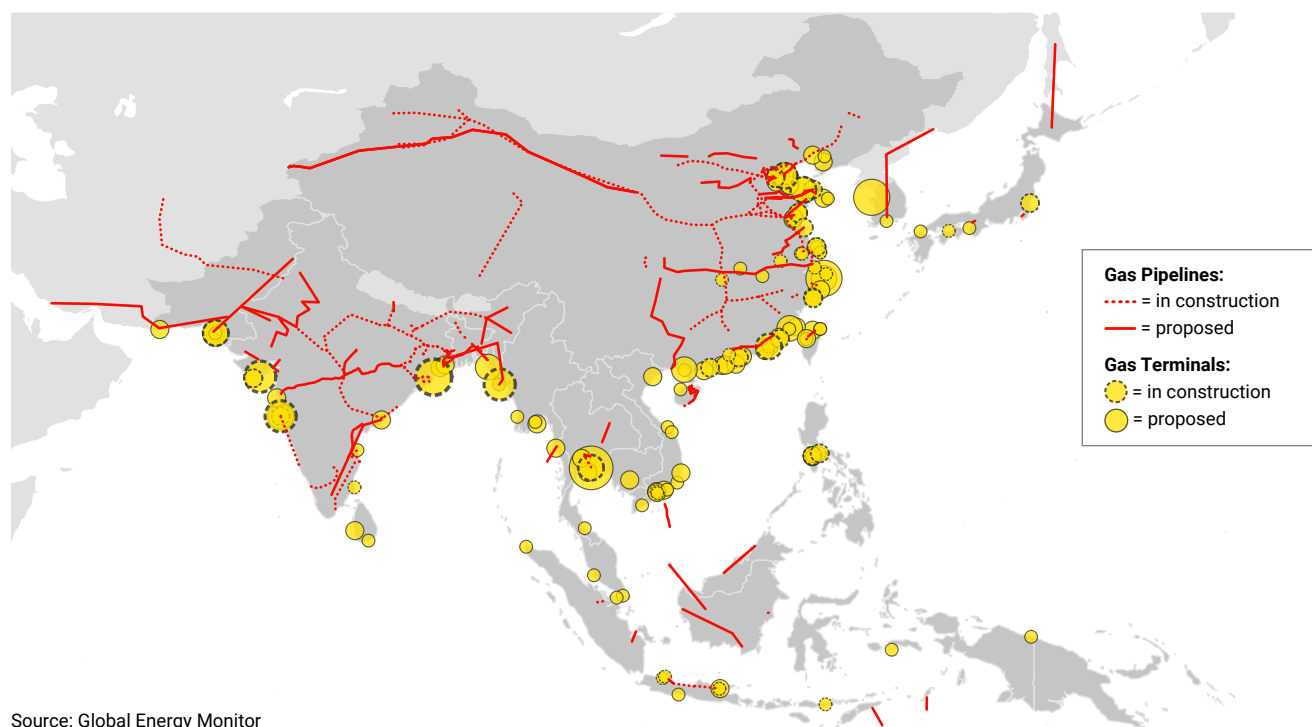 Gas Pipelines:
= in construction
= proposed
Gas Terminals:
= in construction
= proposed
Source: Global Energy Monitor